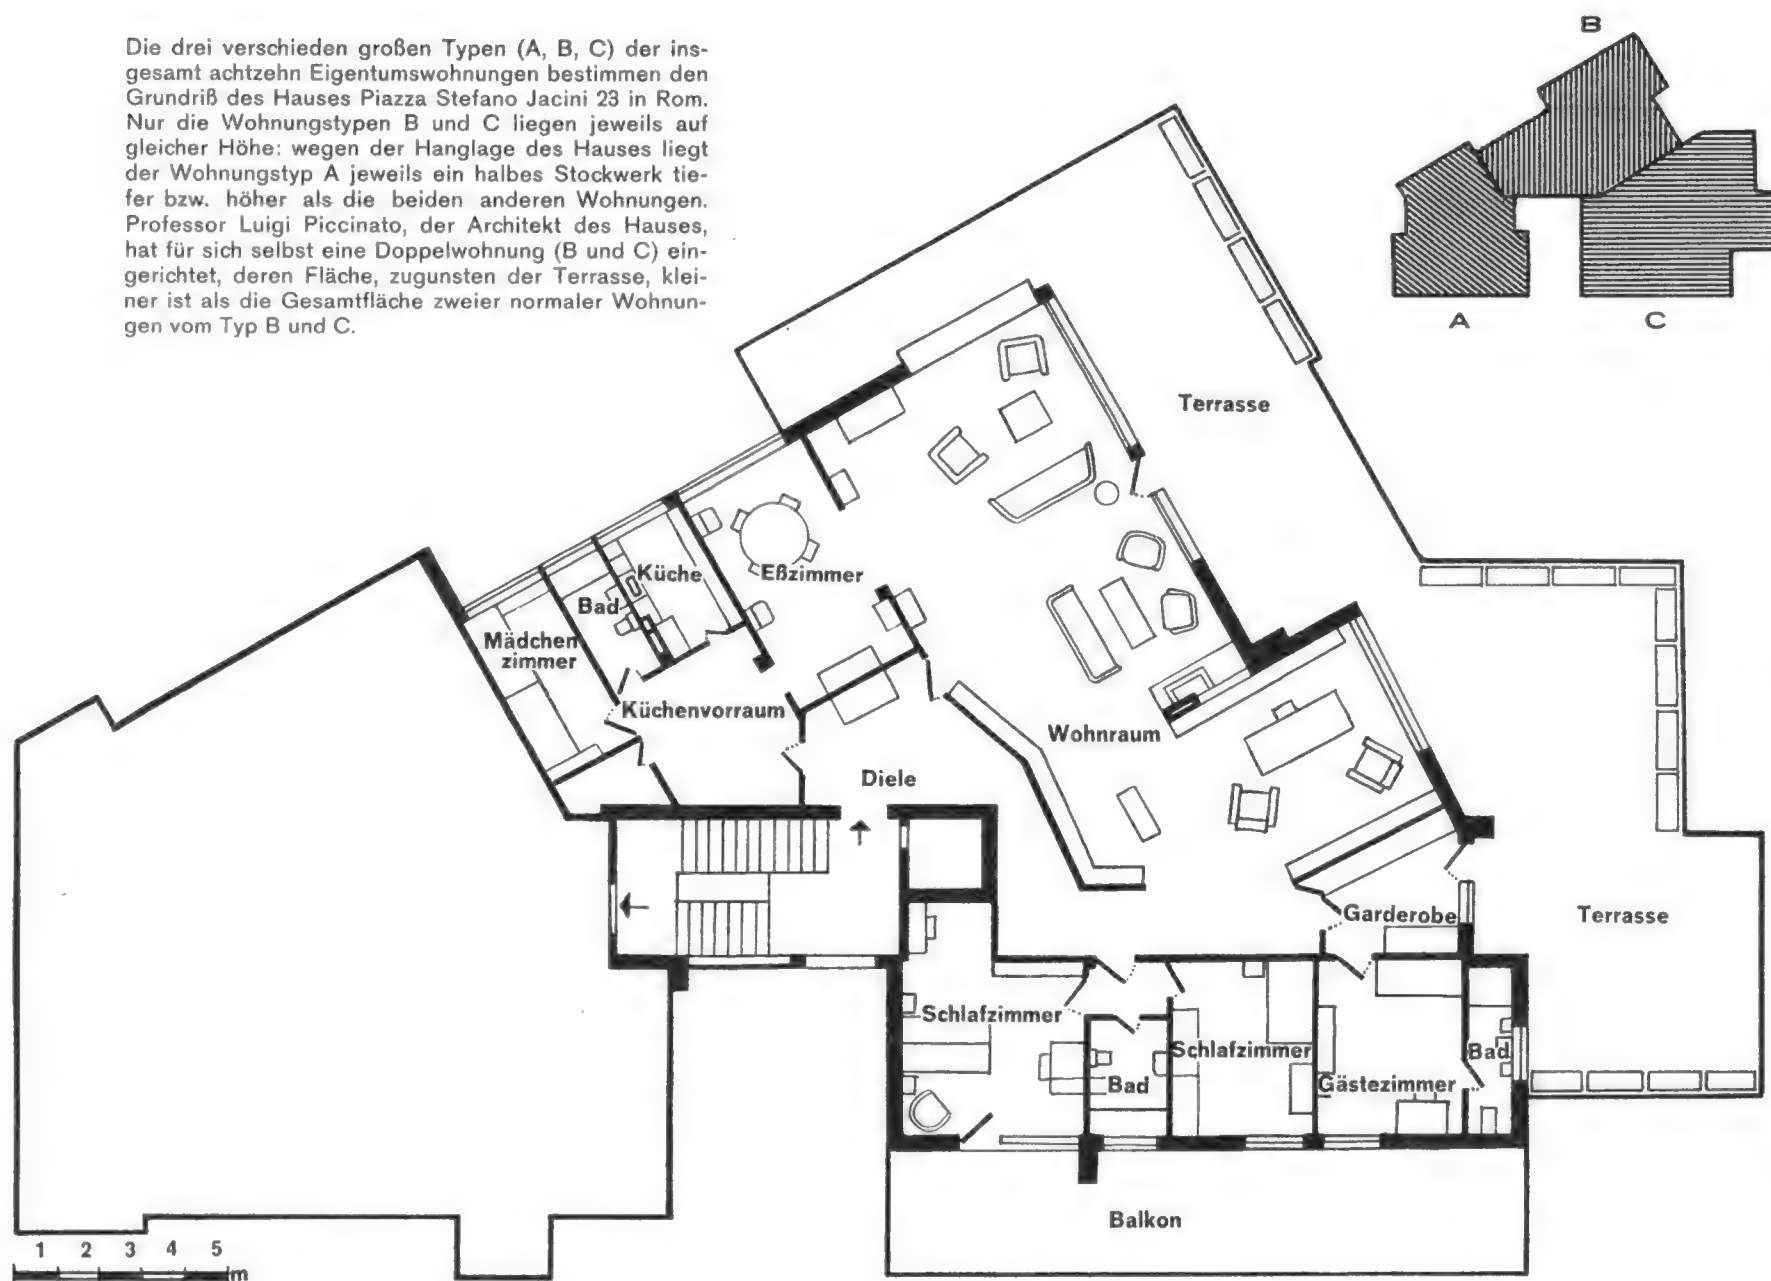 Die drei verschieden großen Typen (A, B, C) der ins-
gesamt achtzehn Eigentumswohnungen bestimmen den
Grundriß des Hauses Piazza Stefano Jacini 23 in Rom.
Nur die Wohnungstypen B und C liegen jeweils auf
gleicher Höhe: wegen der Hanglage des Hauses liegt
der Wohnungstyp A jeweils ein halbes Stockwerk tie-
fer bzw. höher als die beiden anderen Wohnungen.
Professor Luigi Piccinato, der Architekt des Hauses,
hat für sich selbst eine Doppelwohnung (B und C) ein-
gerichtet, deren Fläche, zugunsten der Terrasse, klei-
ner ist als die Gesamtfläche zweier normaler Wohnun-
gen vom Typ B und C.
B
A
C
Terrasse
Küche
Eßzimmer
Bad
Mädchen
zimmer
Küchenvorraum
Wohnraum
Diele
Garderobe
Terrasse
Schlafzimmer
Schlafzimmer
Bad
Bad
Gästezimmer
Balkon
1 2 3 4 5
m